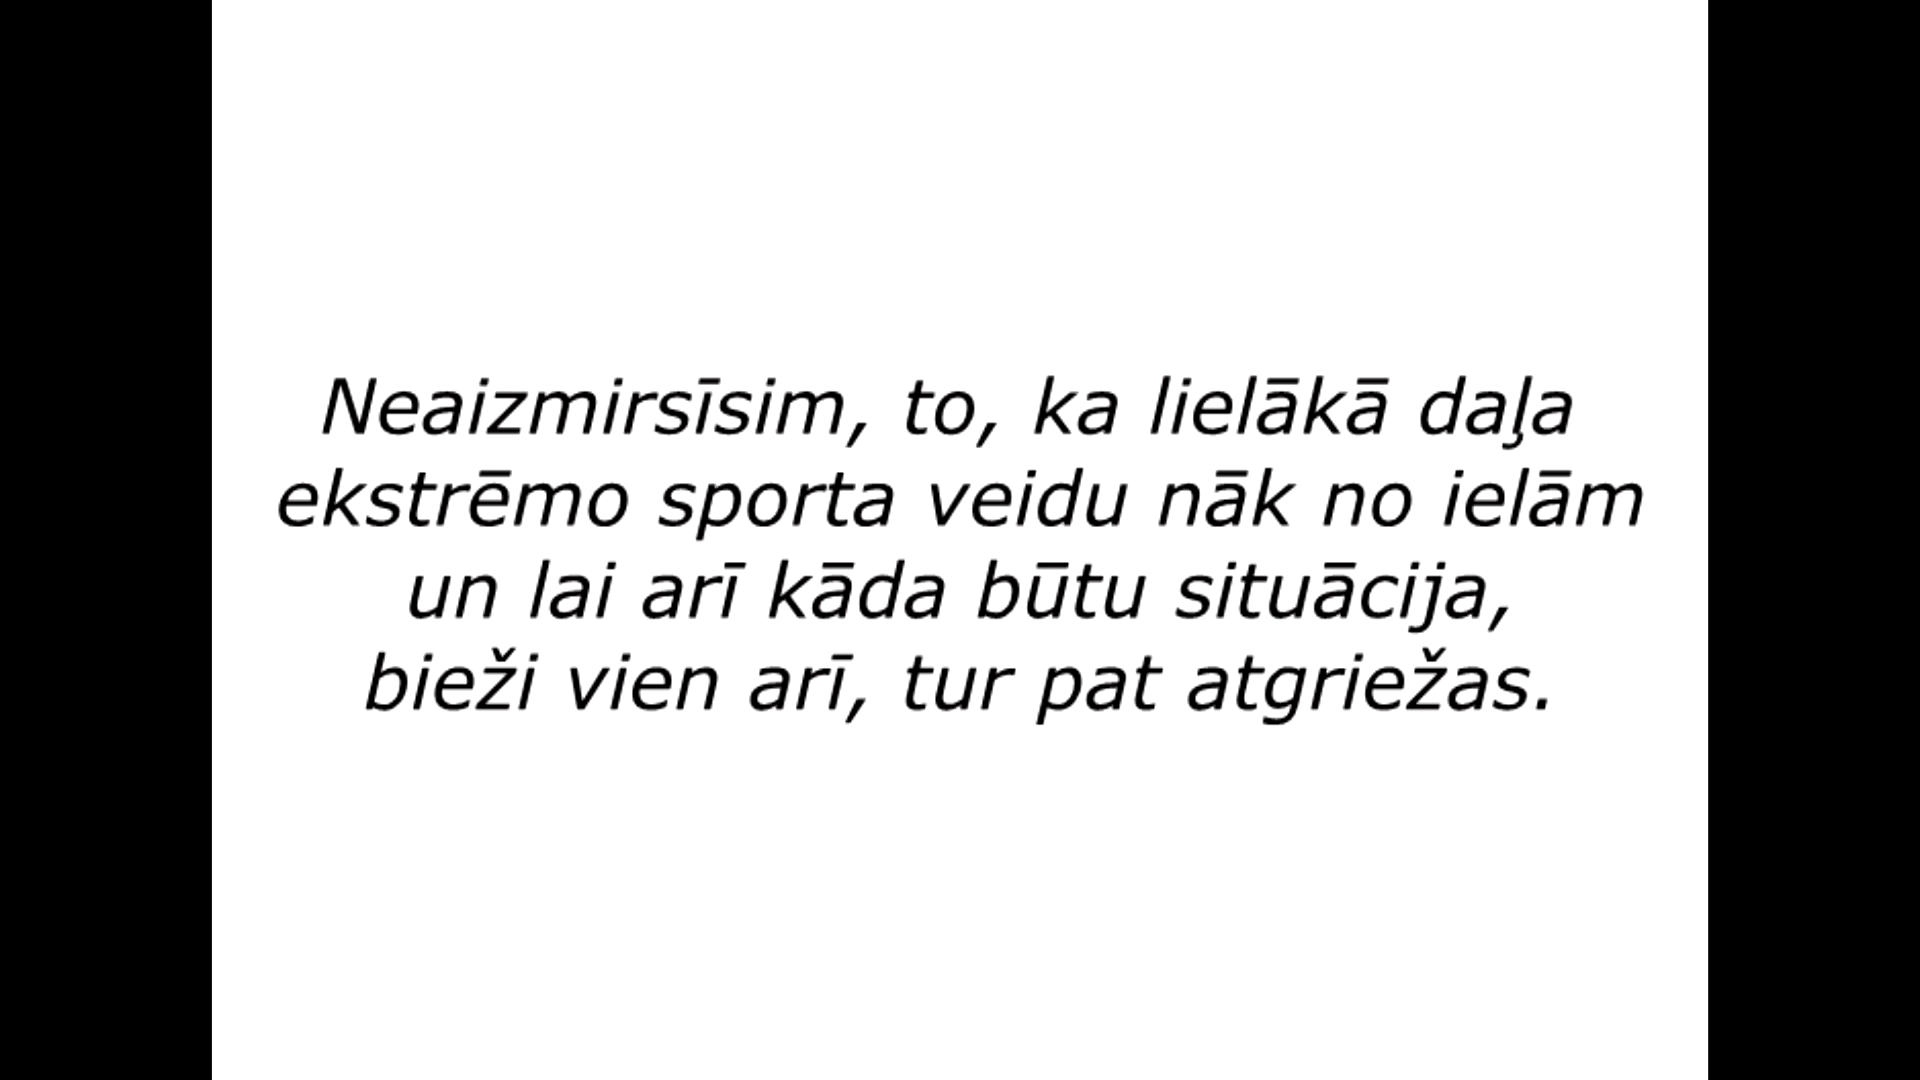 Neaizmirsīsim, to, ka lielākā daļa
ekstrēmo sporta veidu nāk no ielām
un lai arī kāda būtu situācija,
bieži vien arī, tur pat atgriežas.